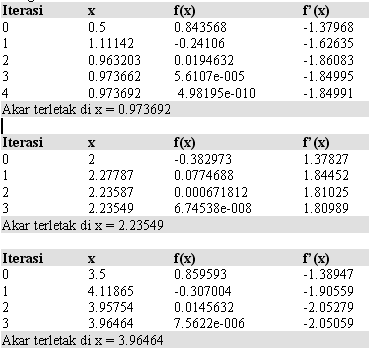 Iterasi x f(x) f'(x)
0 0.5 0.843568 -1.37968
1 1.11142 -0.24106 -1.62635
2 0.963203 0.0194632 -1.86083
3 0.973662 5.6107e-005 -1.84995
4 0.973692 4.98195e-010 -1.84991
Akar terletak di x = 0.973692
Iterasi x f(x) f'(x)
0 2 -0.382973 1.37827
1 2.27787 0.0774688 1.84452
2 2.23587 0.000671812 1.81025
3 2.23549 6.74538e-008 1.80989
Akar terletak di x = 2.23549
Iterasi x f(x) f'(x)
0 3.5 0.859593 -1.38947
1 4.11865 -0.307004 -1.90559
2 3.95754 0.0145632 -2.05279
3 3.96464 7.5622e-006 -2.05059
Akar terletak di x = 3.96464